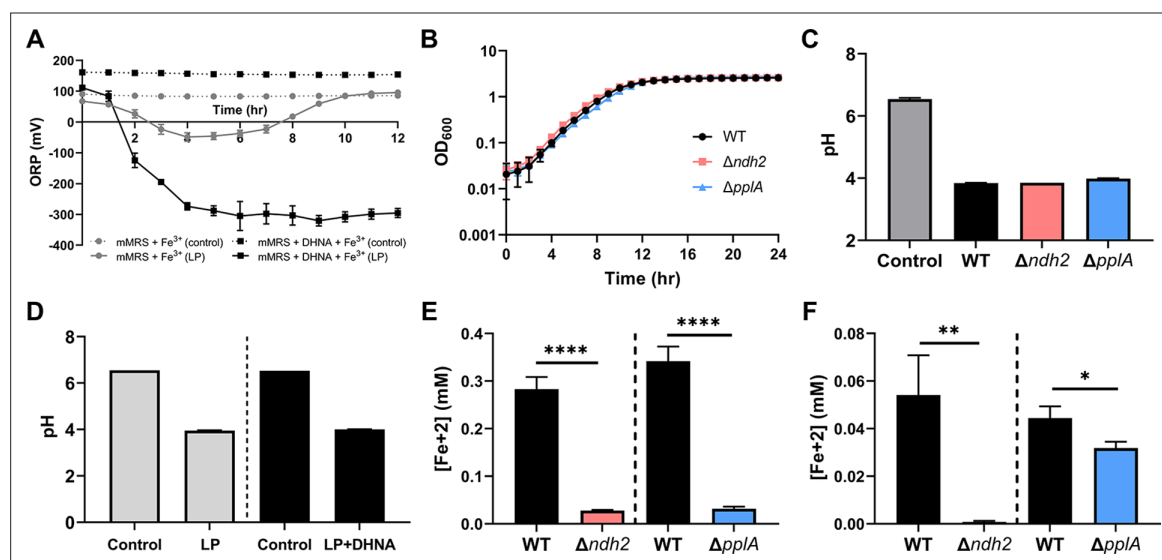 A
ORP (mV)
200
100
0
-100
-200
-300
-400
Time (hr)
2
4
6
8
10
12
mMRS + Fe³⁺ (control)
mMRS + DHNA + Fe³⁺ (control)
mMRS + Fe³⁺ (LP)
mMRS + DHNA + Fe³⁺ (LP)
B
OD₆₀₀
10
1
0.1
0.01
0.001
0
4
8
12
16
20
24
Time (hr)
WT
Δndh2
ΔpplA
C
pH
8
6
4
2
Control
WT
Δndh2
ΔpplA
D
pH
8
6
4
2
0
Control
LP
Control
LP+DHNA
E
[Fe+2] (mM)
0.4
0.3
0.2
0.1
0.0
****
****
WT
Δndh2
WT
ΔpplA
F
[Fe+2] (mM)
0.08
0.06
0.04
0.02
0.00
**
*
WT
Δndh2
WT
ΔpplA